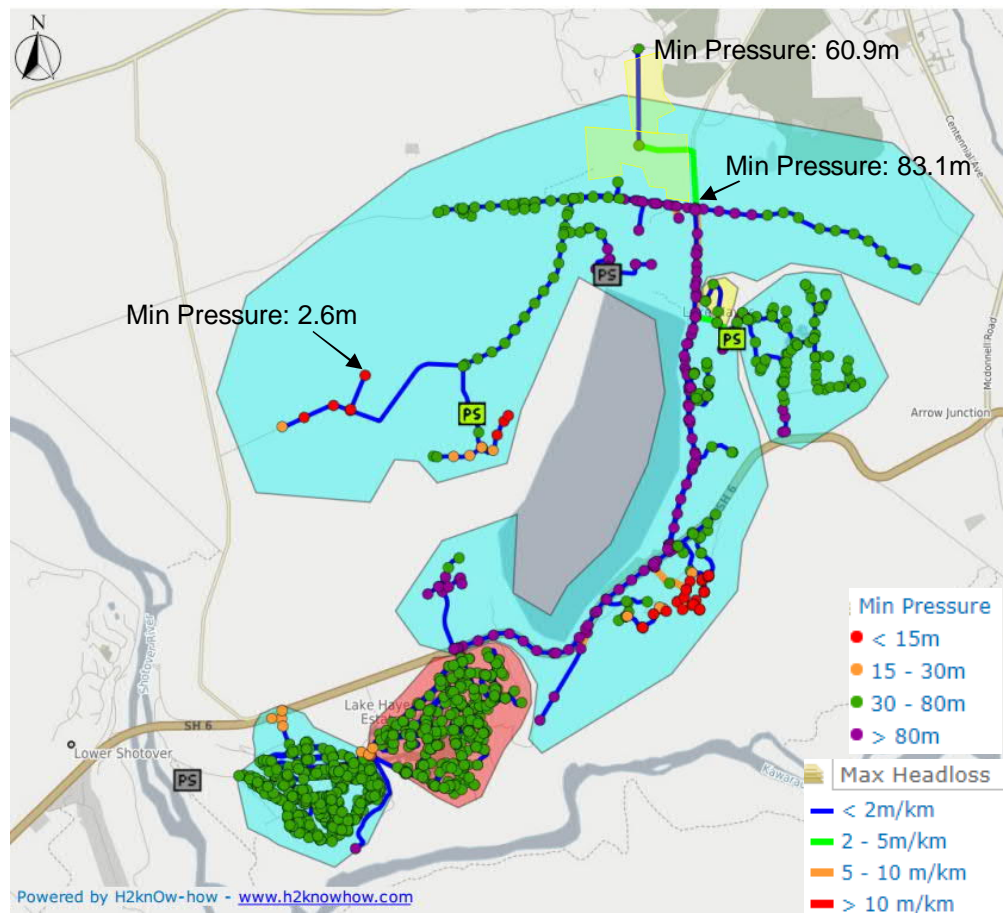 N
Min Pressure: 60.9m
Centennial Ave.
Min Pressure: 83.1m
PS
Min Pressure: 2.6m
PS
Mcdonnell Road
Arrow Junction
PS
SH 6
Min Pressure
< 15m
15 - 30m
30 - 80m
> 80m
Shotover River
Lake Hayes
SH 6
Lower Shotover
PS
Max Headloss
< 2m/km
2 - 5m/km
5 - 10 m/km
> 10 m/km
Powered by H2knOw-how - www.h2knowhow.com